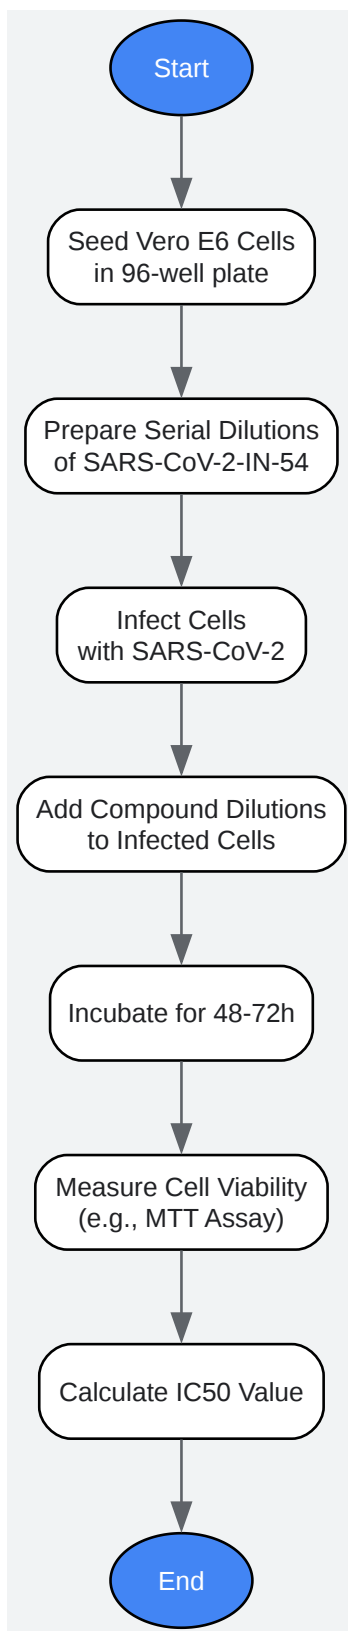 Start
Seed Vero E6 Cells
in 96-well plate
Prepare Serial Dilutions
of SARS-CoV-2-IN-54
Infect Cells
with SARS-CoV-2
Add Compound Dilutions
to Infected Cells
Incubate for 48-72h
Measure Cell Viability
(e.g., MTT Assay)
Calculate IC50 Value
End